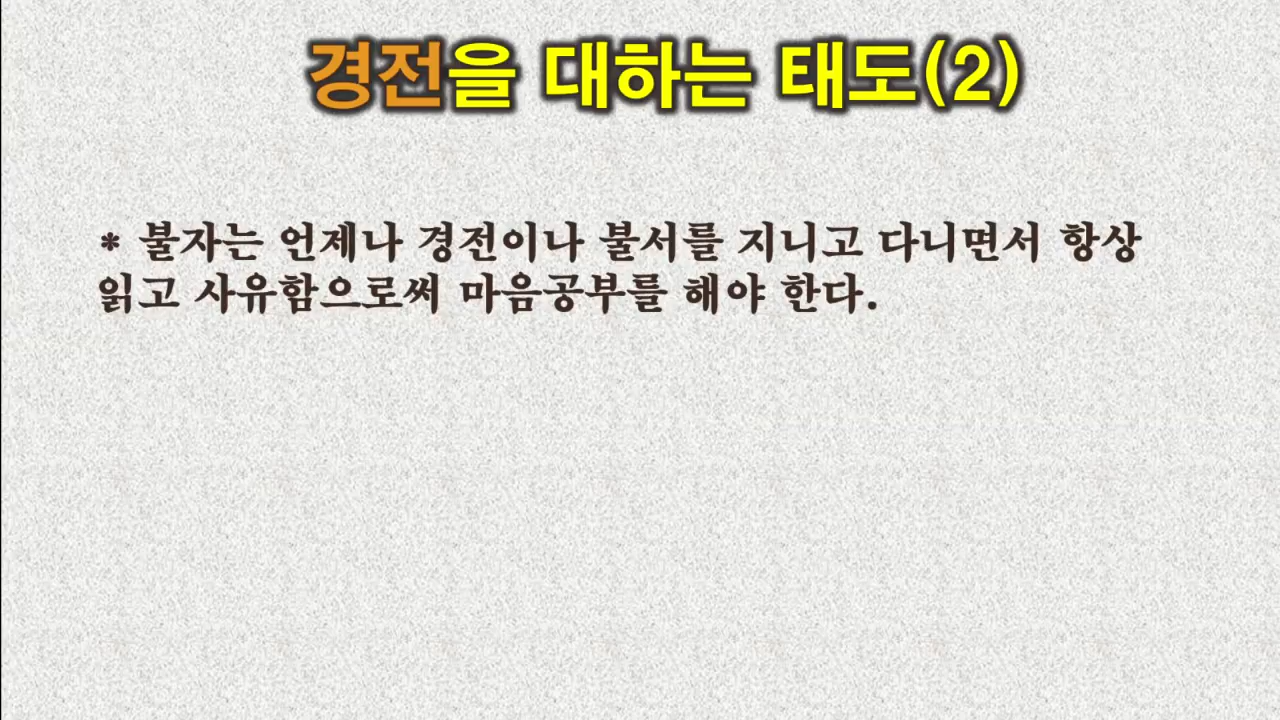 경전을 대하는 태도(2)
* 불자는 언제나 경전이나 불서를 지니고 다니면서 항상
읽고 사유함으로써 마음공부를 해야 한다.